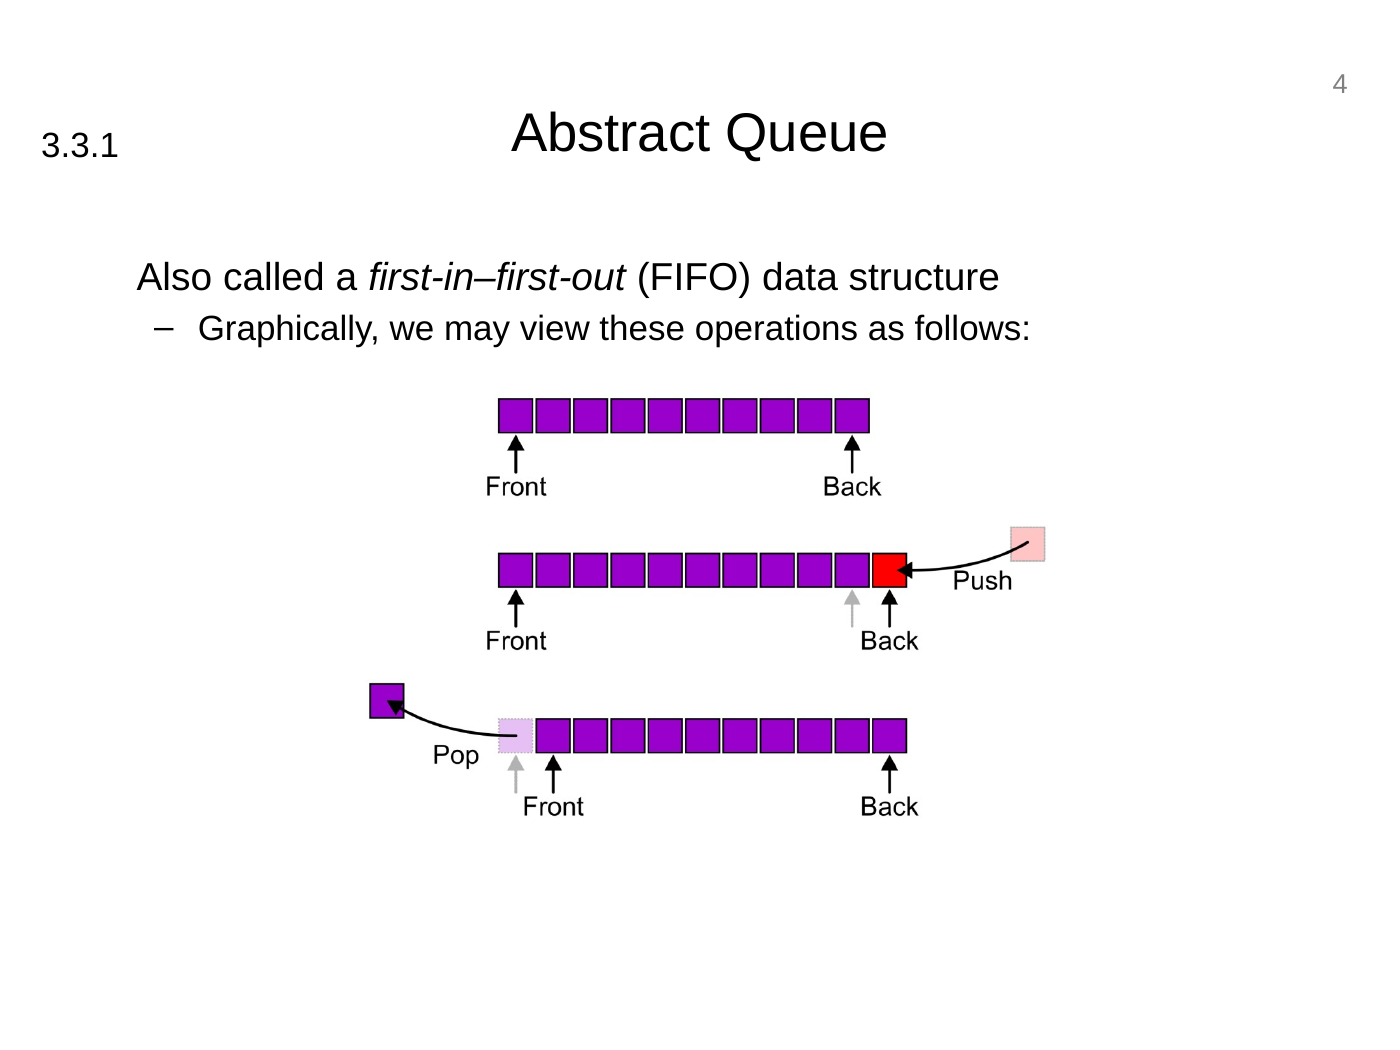 4
3.3.1
Abstract Queue
Also called a first-in–first-out (FIFO) data structure
– Graphically, we may view these operations as follows:
Front
Back
Push
Front
Back
Pop
Front
Back